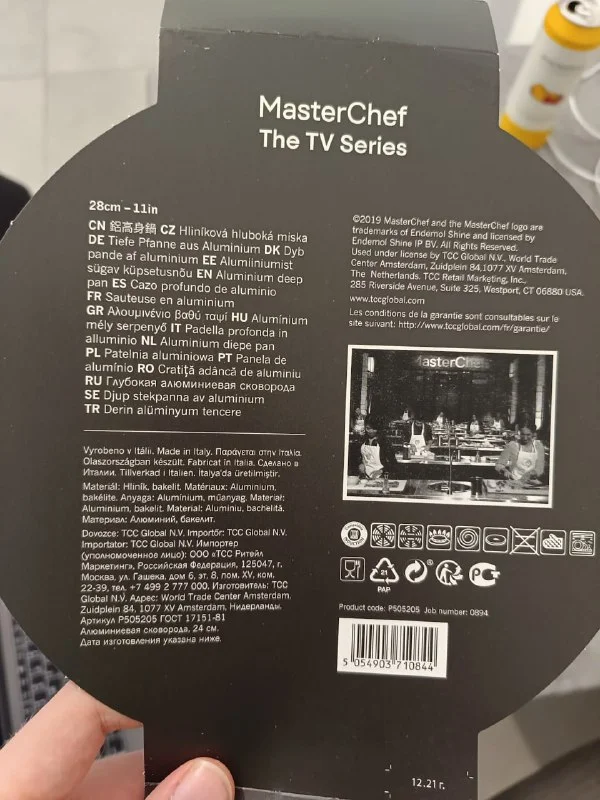 MasterChef
The TV Series
28cm – 11in
CN 鋁高身鍋 CZ Hliníková hluboká miska
DE Tiefe Pfanne aus Aluminium DK Dyb
pande af aluminium EE Alumiiniumist
sügav küpsetusnõu EN Aluminium deep
pan ES Cazo profundo de aluminio
FR Sauteuse en aluminium
GR Αλουμινένιο βαθύ ταψί HU Alumínium
mély serpenyő IT Padella profonda in
alluminio NL Aluminium diepe pan
PL Patelnia aluminiowa PT Panela de
alumínio RO Cratiță adâncă de aluminiu
RU Глубокая алюминиевая сковорода
SE Djup stekpanna av aluminium
TR Derin alüminyum tencere
Vyrobeno v Itálii. Made in Italy. Παράγεται στην Ιταλία.
Olaszországban készült. Fabricat în Italia. Сделано в
Италии. Tillverkad i Italien. İtalya'da üretilmiştir.
Materiál: Hliník, bakelit. Matériaux: Aluminium,
bakélite. Anyaga: Alumínium, műanyag. Material:
Aluminium, bakelit. Material: Aluminiu, bachelită.
Материал: Алюминий, бакелит.
Dovozce: TCC Global N.V. Importőr: TCC Global N.V.
Importator: TCC Global N.V. Импортер
(уполномоченное лицо): ООО «ТСС Ритейл
Маркетинг», Российская Федерация, 125047, г.
Москва, ул. Гашека, дом 6, эт. 8, пом. XV, ком.
22-39, тел. +7 499 2 777 000. Изготовитель: TCC
Global N.V. Адрес: World Trade Center Amsterdam,
Zuidplein 84, 1077 XV Amsterdam, Нидерланды.
Артикул P505205 ГОСТ 17151-81
Алюминиевая сковорода, 24 см.
Дата изготовления указана ниже.
©2019 MasterChef and the MasterChef logo are
trademarks of Endemol Shine and licensed by
Endemol Shine IP BV. All Rights Reserved.
Used under license by TCC Global N.V., World Trade
Center Amsterdam, Zuidplein 84,1077 XV Amsterdam,
The Netherlands. TCC Retail Marketing, Inc.,
285 Riverside Avenue, Suite 325, Westport, CT 06880 USA.
www.tccglobal.com
Les conditions de la garantie sont consultables sur le
site suivant: http://www.tccglobal.com/fr/garantie/
MasterChef
21
PAP
Product code: P505205 Job number: 0894
5 054903 710844
12.21 г.